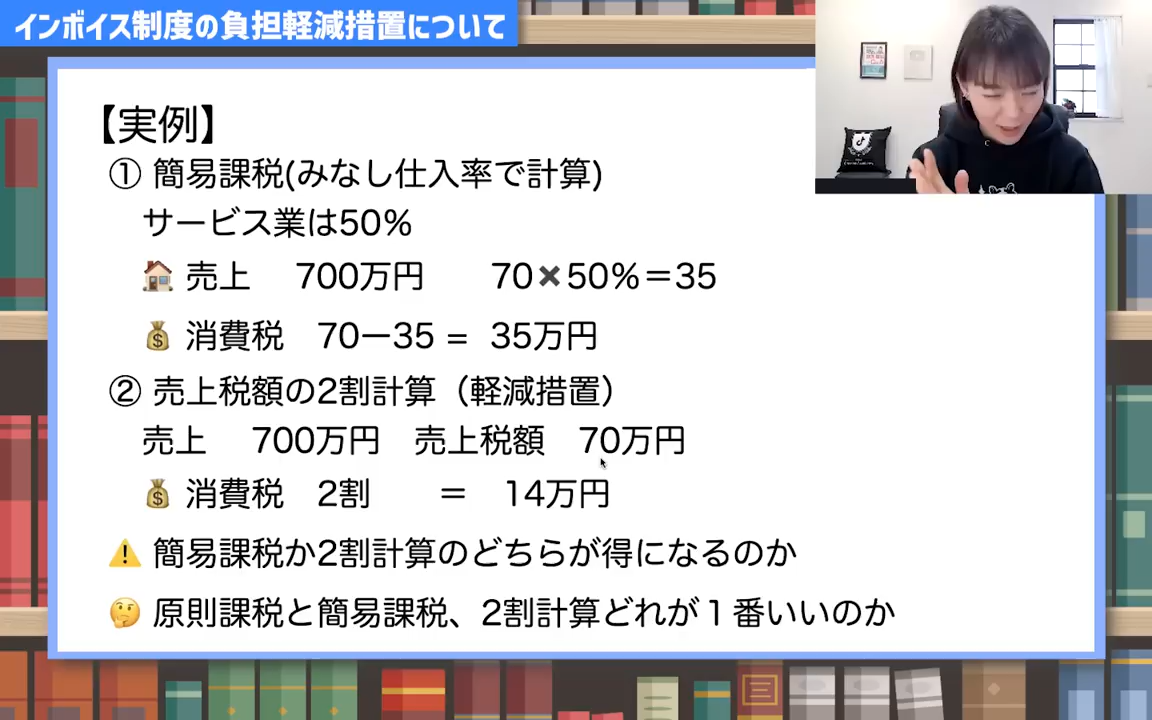 インボイス制度の負担軽減措置について
【実例】
① 簡易課税(みなし仕入率で計算)
サービス業は50%
🏠 売上 700万円 70✖50%＝35
💰 消費税 70ー35 = 35万円
② 売上税額の2割計算（軽減措置）
売上 700万円 売上税額 70万円
💰 消費税 2割 ＝ 14万円
⚠️ 簡易課税か2割計算のどちらが得になるのか
🤔 原則課税と簡易課税、2割計算どれが１番いいのか